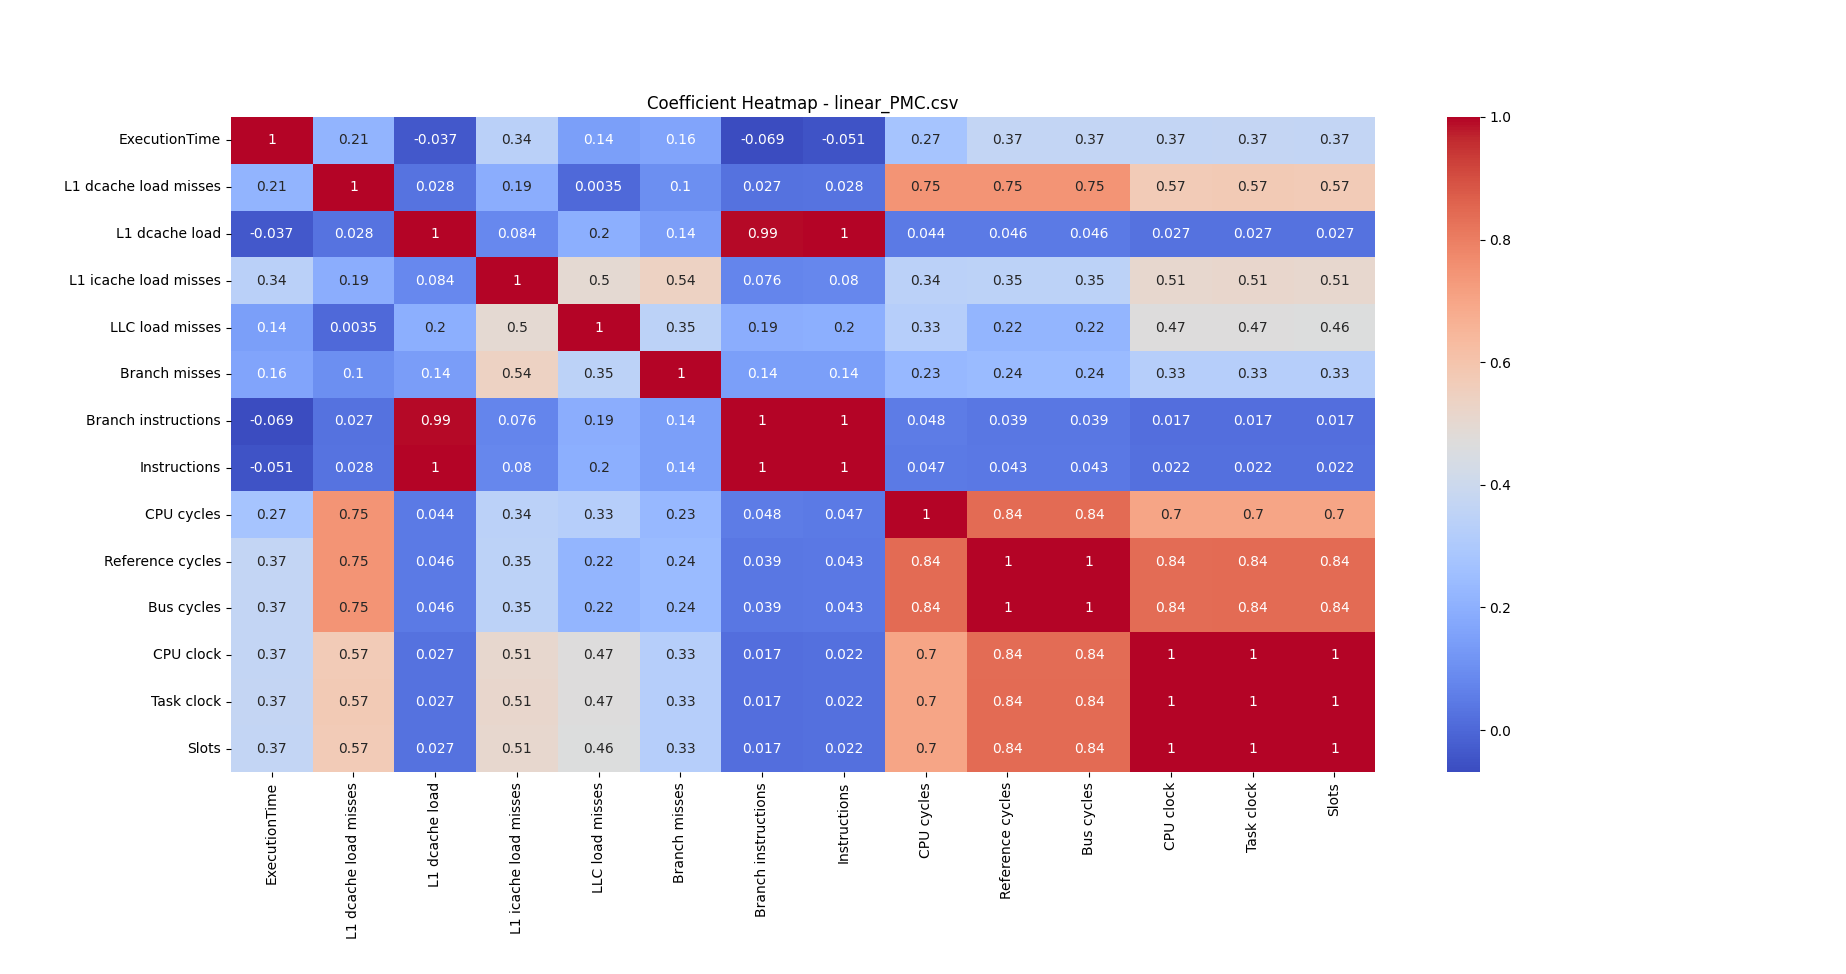 Coefficient Heatmap - linear_PMC.csv
ExecutionTime 1 0.21 -0.037 0.34 0.14 0.16 -0.069 -0.051 0.27 0.37 0.37 0.37 0.37 0.37
L1 dcache load misses 0.21 1 0.028 0.19 0.0035 0.1 0.027 0.028 0.75 0.75 0.75 0.57 0.57 0.57
L1 dcache load -0.037 0.028 1 0.084 0.2 0.14 0.99 1 0.044 0.046 0.046 0.027 0.027 0.027
L1 icache load misses 0.34 0.19 0.084 1 0.5 0.54 0.076 0.08 0.34 0.35 0.35 0.51 0.51 0.51
LLC load misses 0.14 0.0035 0.2 0.5 1 0.35 0.19 0.2 0.33 0.22 0.22 0.47 0.47 0.46
Branch misses 0.16 0.1 0.14 0.54 0.35 1 0.14 0.14 0.23 0.24 0.24 0.33 0.33 0.33
Branch instructions -0.069 0.027 0.99 0.076 0.19 0.14 1 1 0.048 0.039 0.039 0.017 0.017 0.017
Instructions -0.051 0.028 1 0.08 0.2 0.14 1 1 0.047 0.043 0.043 0.022 0.022 0.022
CPU cycles 0.27 0.75 0.044 0.34 0.33 0.23 0.048 0.047 1 0.84 0.84 0.7 0.7 0.7
Reference cycles 0.37 0.75 0.046 0.35 0.22 0.24 0.039 0.043 0.84 1 1 0.84 0.84 0.84
Bus cycles 0.37 0.75 0.046 0.35 0.22 0.24 0.039 0.043 0.84 1 1 0.84 0.84 0.84
CPU clock 0.37 0.57 0.027 0.51 0.47 0.33 0.017 0.022 0.7 0.84 0.84 1 1 1
Task clock 0.37 0.57 0.027 0.51 0.47 0.33 0.017 0.022 0.7 0.84 0.84 1 1 1
Slots 0.37 0.57 0.027 0.51 0.46 0.33 0.017 0.022 0.7 0.84 0.84 1 1 1
ExecutionTime
L1 dcache load misses
L1 dcache load
L1 icache load misses
LLC load misses
Branch misses
Branch instructions
Instructions
CPU cycles
Reference cycles
Bus cycles
CPU clock
Task clock
Slots
1.0
0.8
0.6
0.4
0.2
0.0